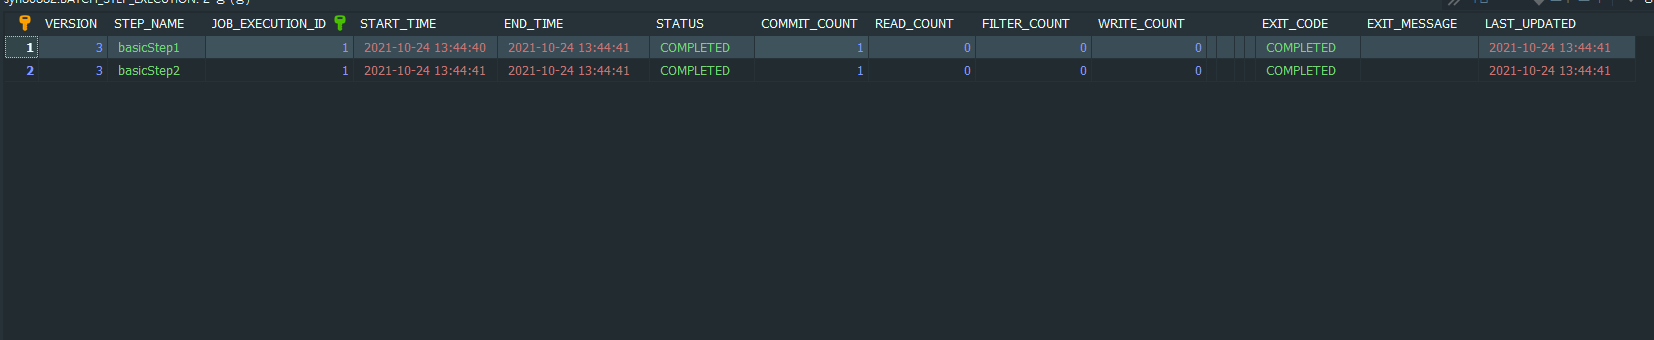 VERSION STEP_NAME JOB_EXECUTION_ID START_TIME END_TIME STATUS COMMIT_COUNT READ_COUNT FILTER_COUNT WRITE_COUNT EXIT_CODE EXIT_MESSAGE LAST_UPDATED
1 3 basicStep1 1 2021-10-24 13:44:40 2021-10-24 13:44:41 COMPLETED 1 0 0 0 COMPLETED 2021-10-24 13:44:41
2 3 basicStep2 1 2021-10-24 13:44:41 2021-10-24 13:44:41 COMPLETED 1 0 0 0 COMPLETED 2021-10-24 13:44:41